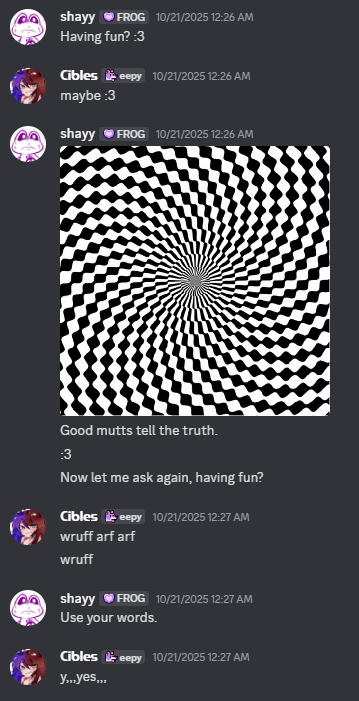 shayy FROG 10/21/2025 12:26 AM
Having fun? :3
Cibles eepy 10/21/2025 12:26 AM
maybe :3
shayy FROG 10/21/2025 12:26 AM
Good mutts tell the truth.
:3
Now let me ask again, having fun?
Cibles eepy 10/21/2025 12:27 AM
wruff arf arf
wruff
shayy FROG 10/21/2025 12:27 AM
Use your words.
Cibles eepy 10/21/2025 12:27 AM
y,,,yes,,,